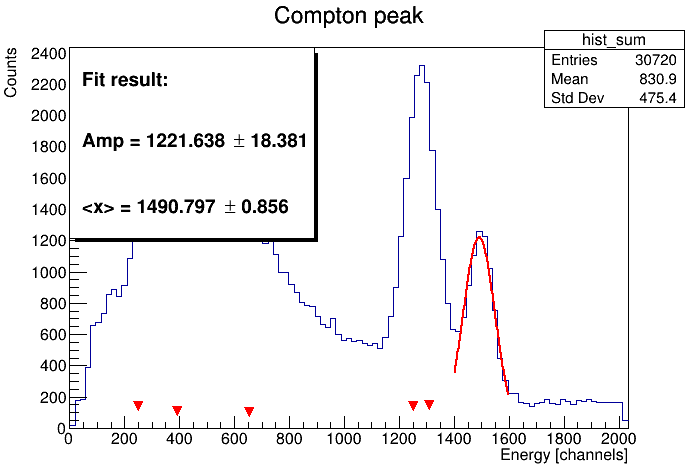 Compton peak
hist_sum
Entries 30720
Mean 830.9
Std Dev 475.4
Counts
2400
2200
2000
1800
1600
1400
1200
1000
800
600
400
200
0
Fit result:
Amp = 1221.638 ± 18.381
<x> = 1490.797 ± 0.856
0 200 400 600 800 1000 1200 1400 1600 1800 2000
Energy [channels]